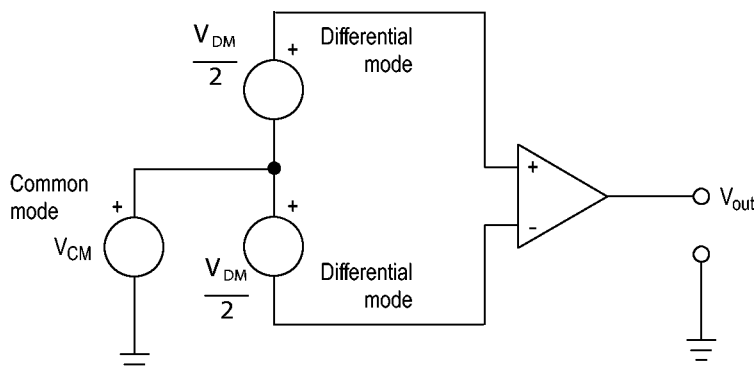 V_DM
2
+
Differential
mode
Common
mode
+
V_CM
+
V_DM
2
Differential
mode
+
-
V_out